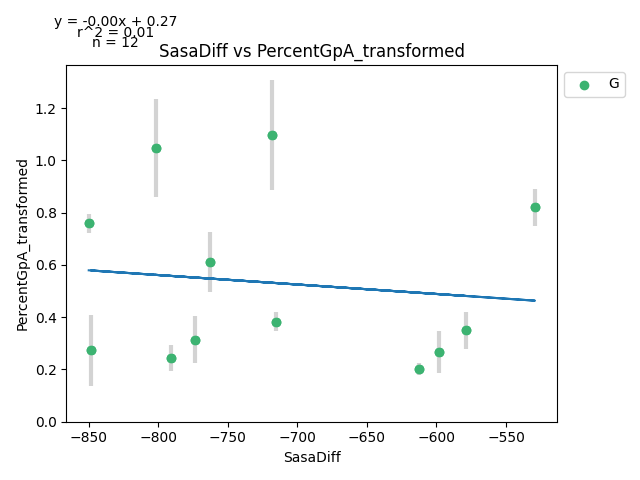 y = -0.00x + 0.27
r^2 = 0.01
n = 12
SasaDiff vs PercentGpA_transformed
G
PercentGpA_transformed
1.2
1.0
0.8
0.6
0.4
0.2
0.0
−850
−800
−750
−700
−650
−600
−550
SasaDiff